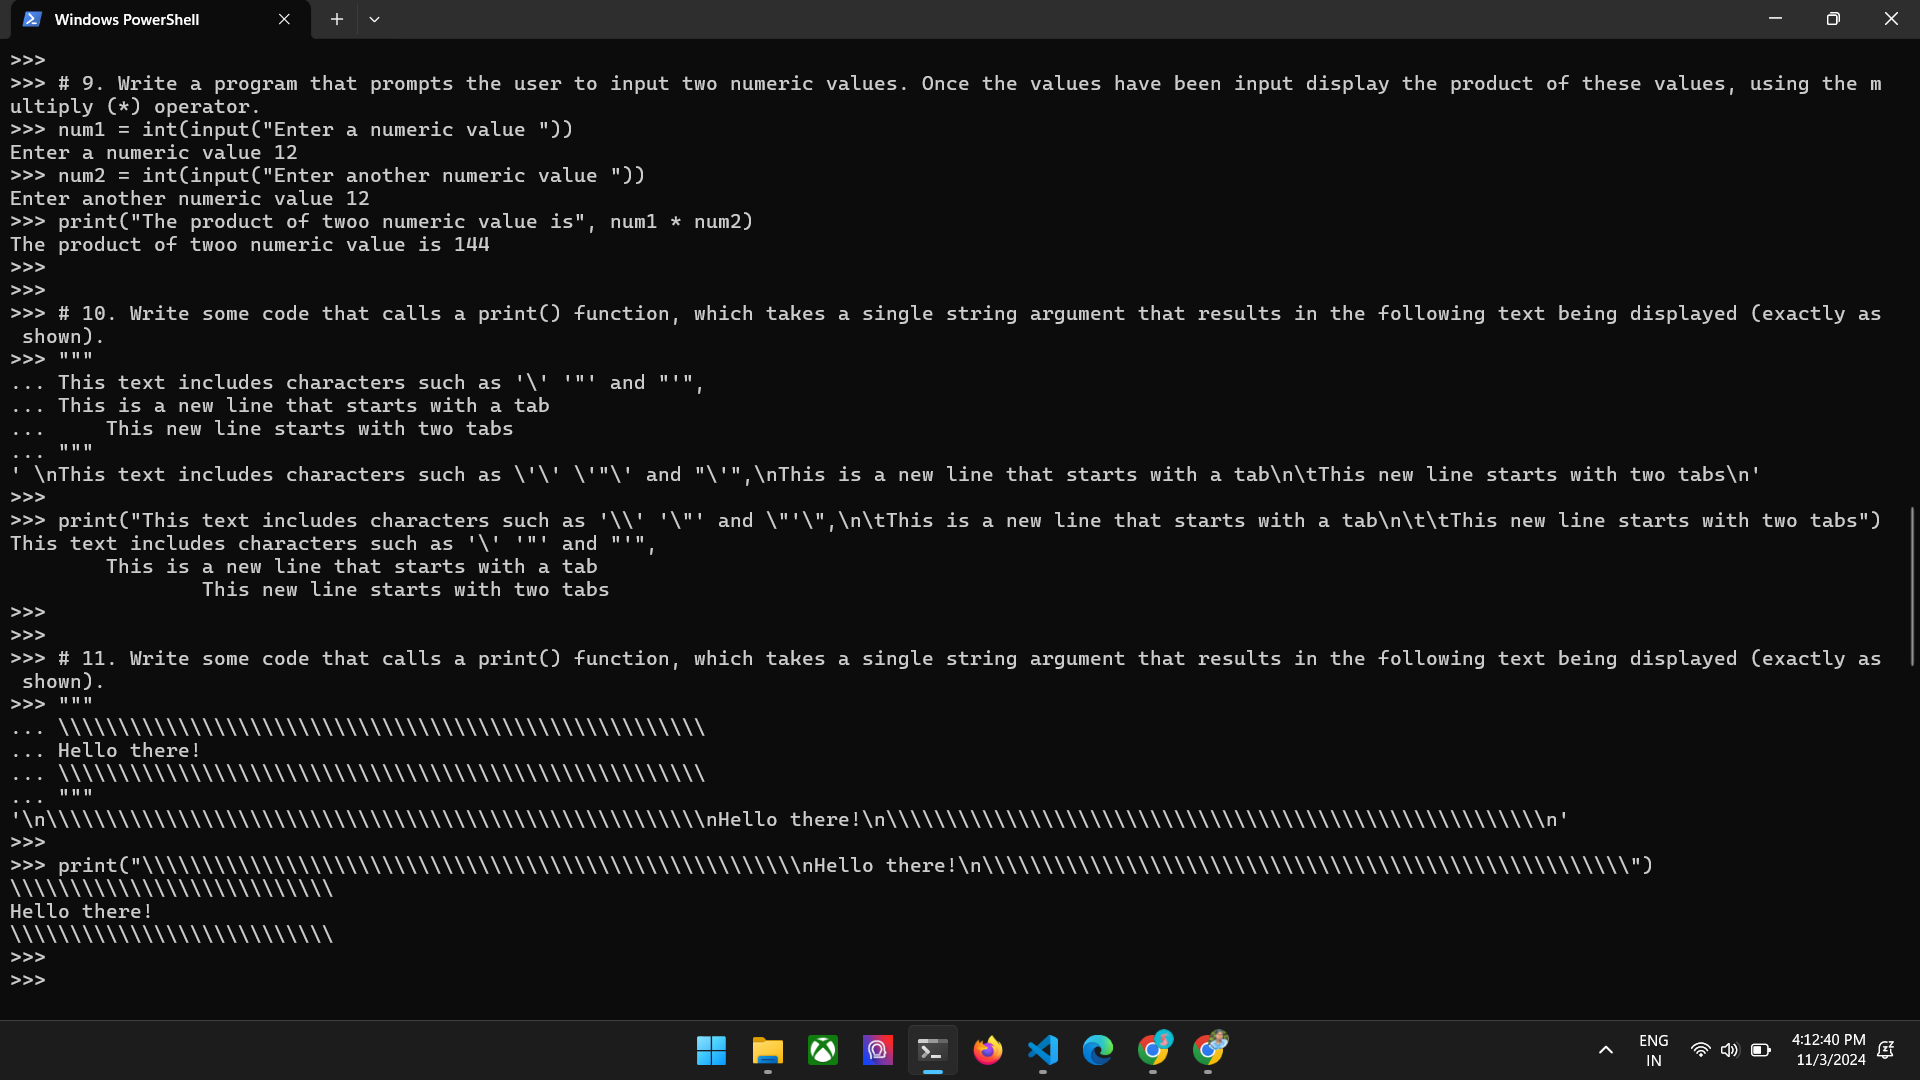 Windows PowerShell
>>>
>>> # 9. Write a program that prompts the user to input two numeric values. Once the values have been input display the product of these values, using the m
ultiply (*) operator.
>>> num1 = int(input("Enter a numeric value "))
Enter a numeric value 12
>>> num2 = int(input("Enter another numeric value "))
Enter another numeric value 12
>>> print("The product of twoo numeric value is", num1 * num2)
The product of twoo numeric value is 144
>>>
>>>
>>> # 10. Write some code that calls a print() function, which takes a single string argument that results in the following text being displayed (exactly as
 shown).
>>> """
... This text includes characters such as '\' '"' and "'",
... This is a new line that starts with a tab
...     This new line starts with two tabs
... """
' \nThis text includes characters such as \'\' \'"\' and "\'",\nThis is a new line that starts with a tab\n\tThis new line starts with two tabs\n'
>>>
>>> print("This text includes characters such as '\\' '\"' and \"'\",\n\tThis is a new line that starts with a tab\n\t\tThis new line starts with two tabs")
This text includes characters such as '\' '"' and "'",
        This is a new line that starts with a tab
                This new line starts with two tabs
>>>
>>>
>>> # 11. Write some code that calls a print() function, which takes a single string argument that results in the following text being displayed (exactly as
 shown).
>>> """
... \\\\\\\\\\\\\\\\\\\\\\\\\\\\\\\\\\\\\\\\\\\\\\\\\\\\\\
... Hello there!
... \\\\\\\\\\\\\\\\\\\\\\\\\\\\\\\\\\\\\\\\\\\\\\\\\\\\\\
... """
'\n\\\\\\\\\\\\\\\\\\\\\\\\\\\\\\\\\\\\\\\\\\\\\\\\\\\\\\\nHello there!\n\\\\\\\\\\\\\\\\\\\\\\\\\\\\\\\\\\\\\\\\\\\\\\\\\\\\\\\n'
>>>
>>> print("\\\\\\\\\\\\\\\\\\\\\\\\\\\\\\\\\\\\\\\\\\\\\\\\\\\\\\\nHello there!\n\\\\\\\\\\\\\\\\\\\\\\\\\\\\\\\\\\\\\\\\\\\\\\\\\\\\\\")
\\\\\\\\\\\\\\\\\\\\\\\\\\\
Hello there!
\\\\\\\\\\\\\\\\\\\\\\\\\\\
>>>
>>>
ENG
IN
4:12:40 PM
11/3/2024